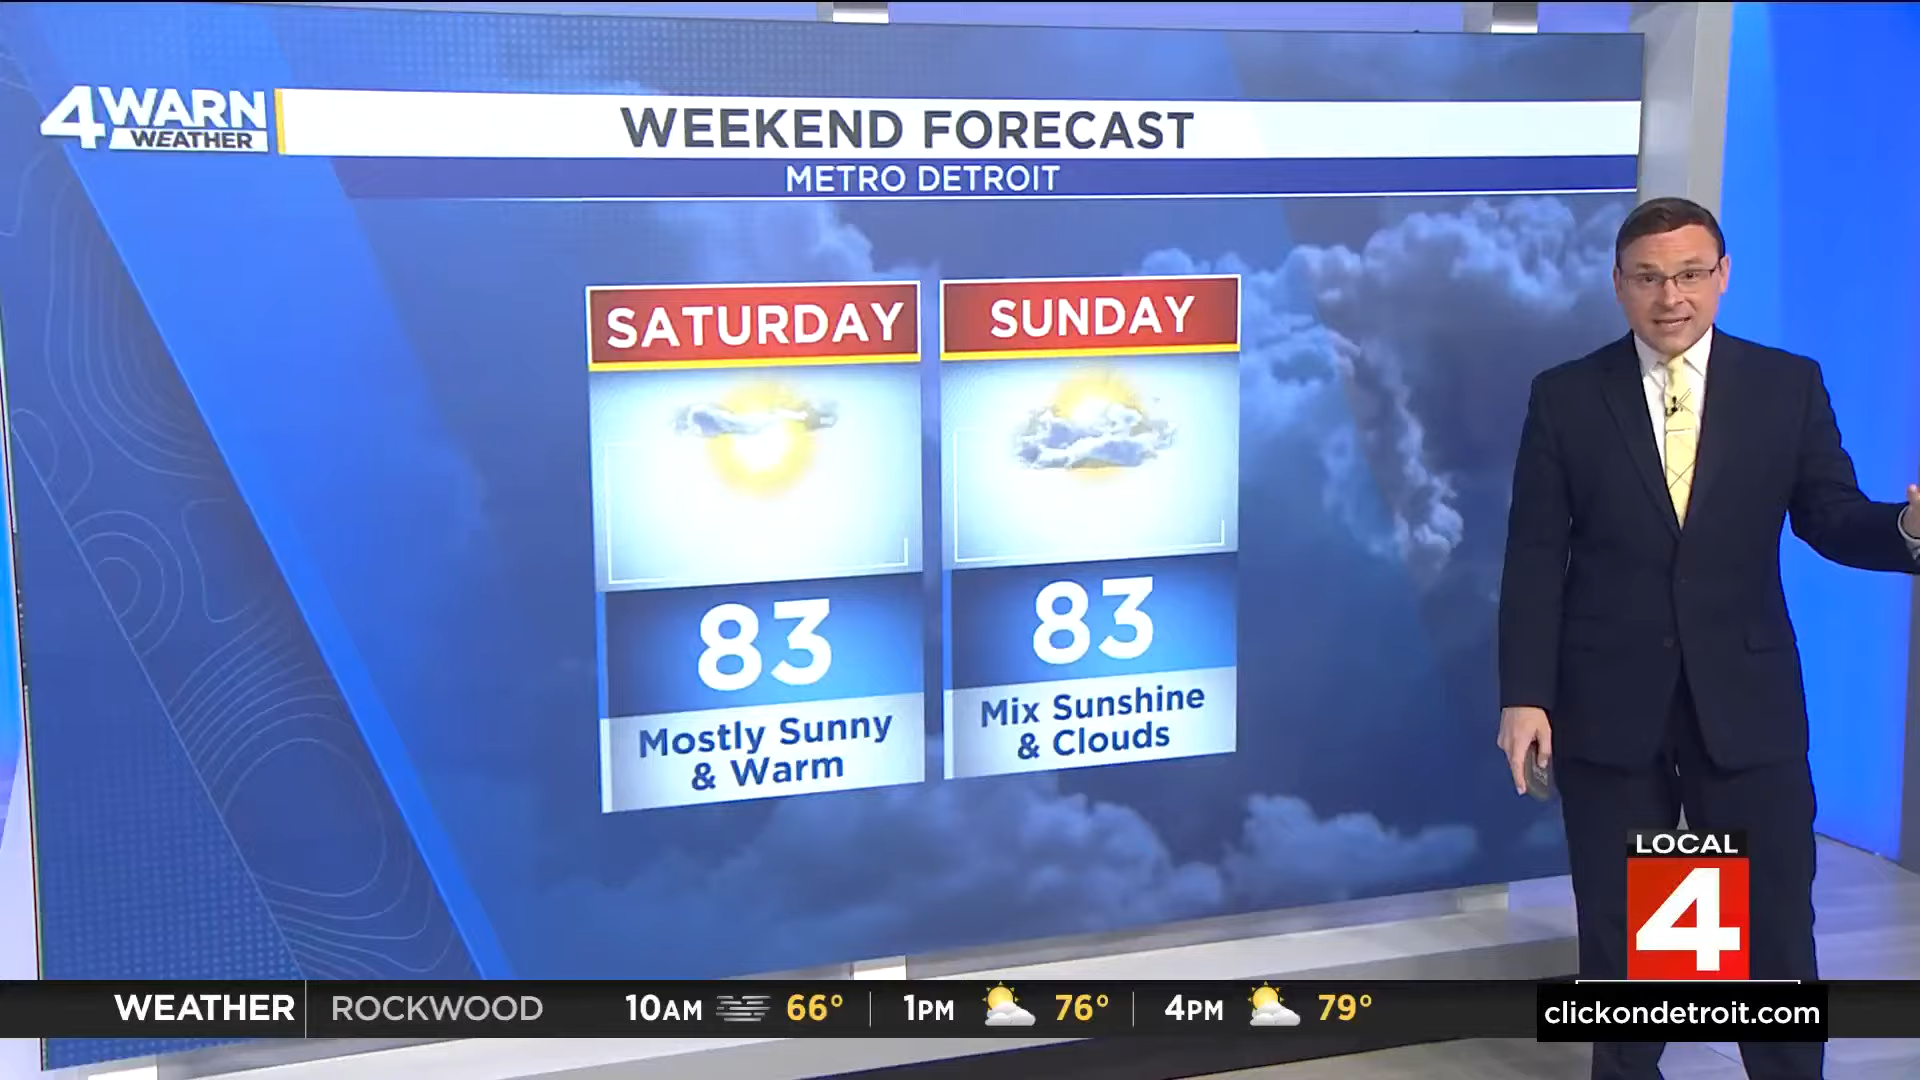 4WARN
WEATHER
WEEKEND FORECAST
METRO DETROIT
SATURDAY
83
Mostly Sunny
& Warm
SUNDAY
83
Mix Sunshine
& Clouds
LOCAL
4
WEATHER ROCKWOOD 10AM 66° 1PM 76° 4PM 79°
clickondetroit.com